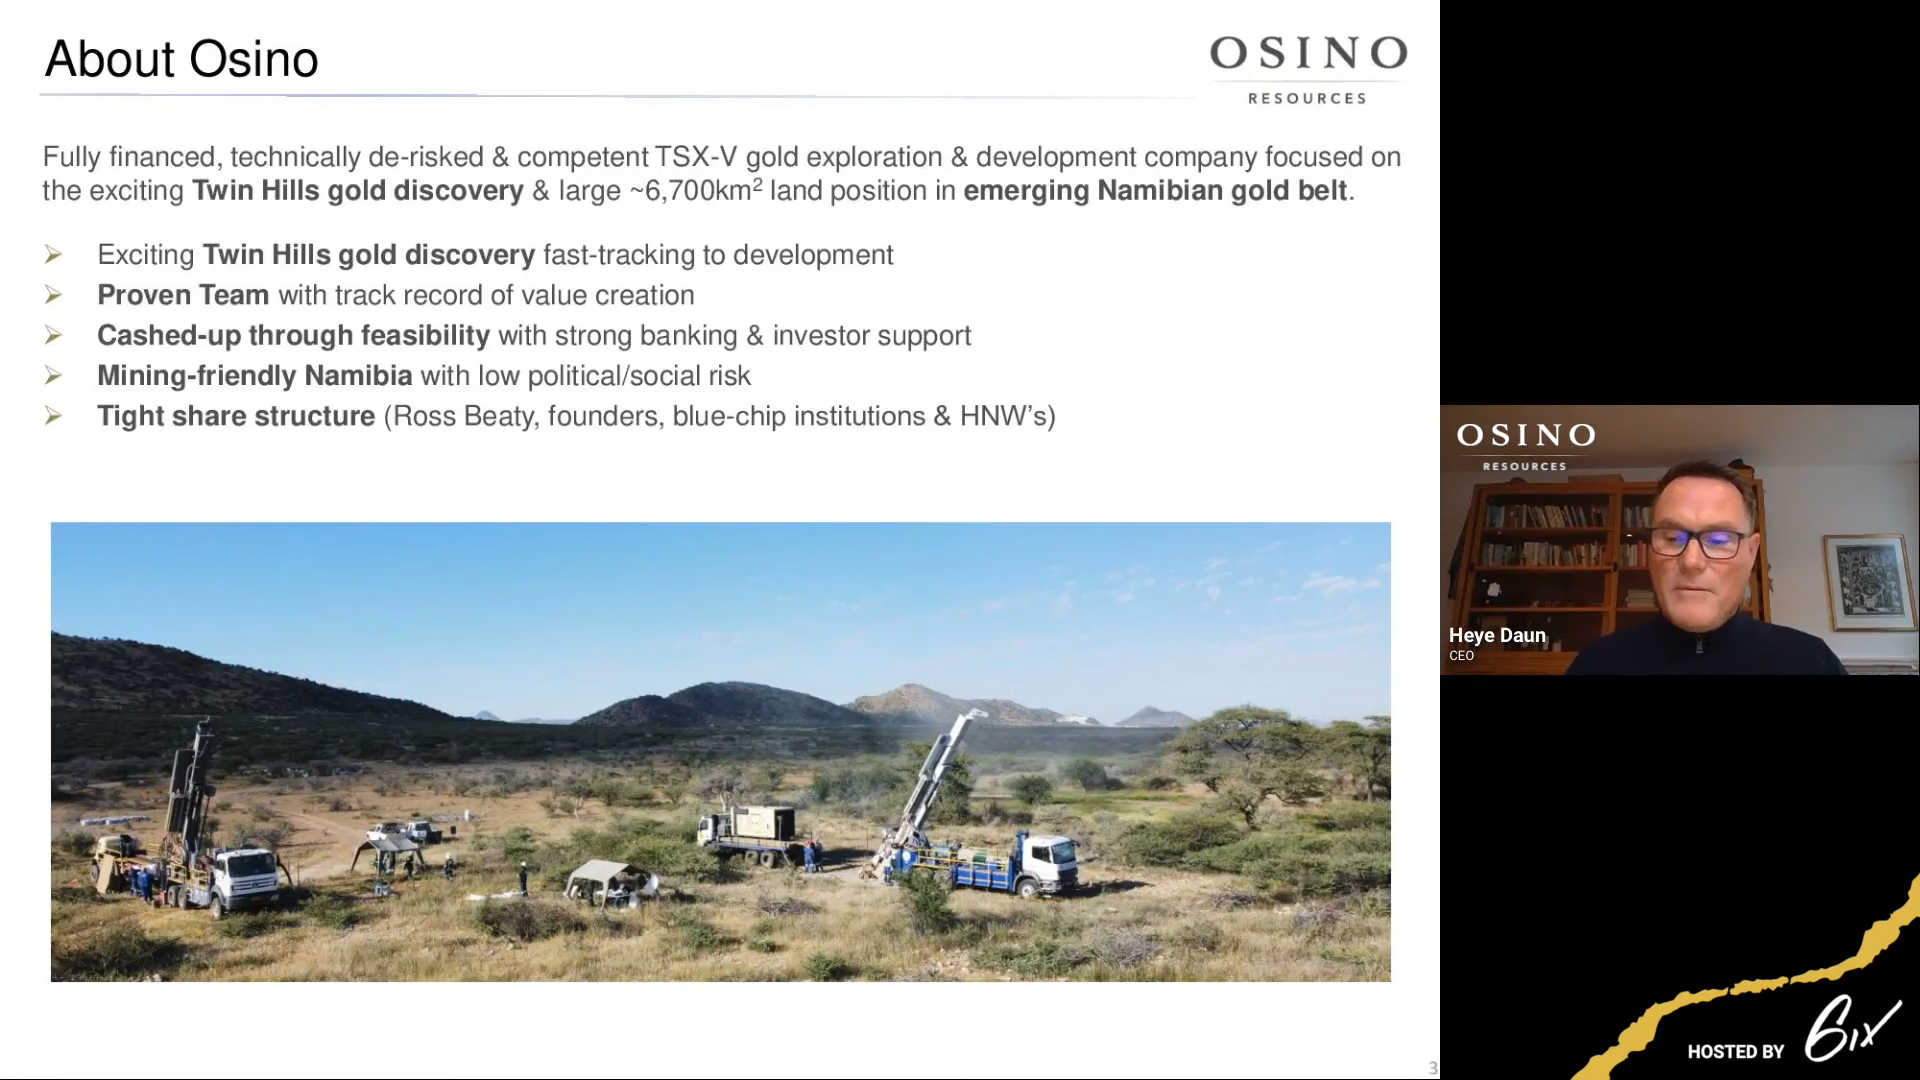 About Osino
OSINO
RESOURCES
Fully financed, technically de-risked & competent TSX-V gold exploration & development company focused on
the exciting Twin Hills gold discovery & large ~6,700km² land position in emerging Namibian gold belt.
Exciting Twin Hills gold discovery fast-tracking to development
Proven Team with track record of value creation
Cashed-up through feasibility with strong banking & investor support
Mining-friendly Namibia with low political/social risk
Tight share structure (Ross Beaty, founders, blue-chip institutions & HNW’s)
3
OSINO
RESOURCES
Heye Daun
CEO
HOSTED BY
6ix